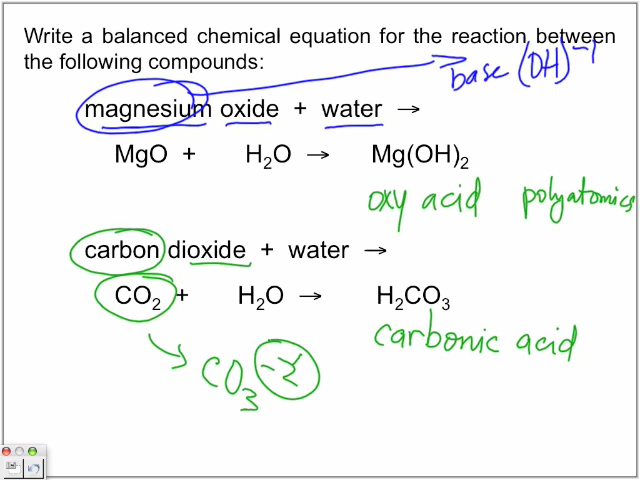 Write a balanced chemical equation for the reaction between
the following compounds:
base (OH)⁻¹
magnesium oxide + water →
MgO + H₂O → Mg(OH)₂
oxy acid polyatomics
carbon dioxide + water →
CO₂ + H₂O → H₂CO₃
carbonic acid
CO₃⁻²